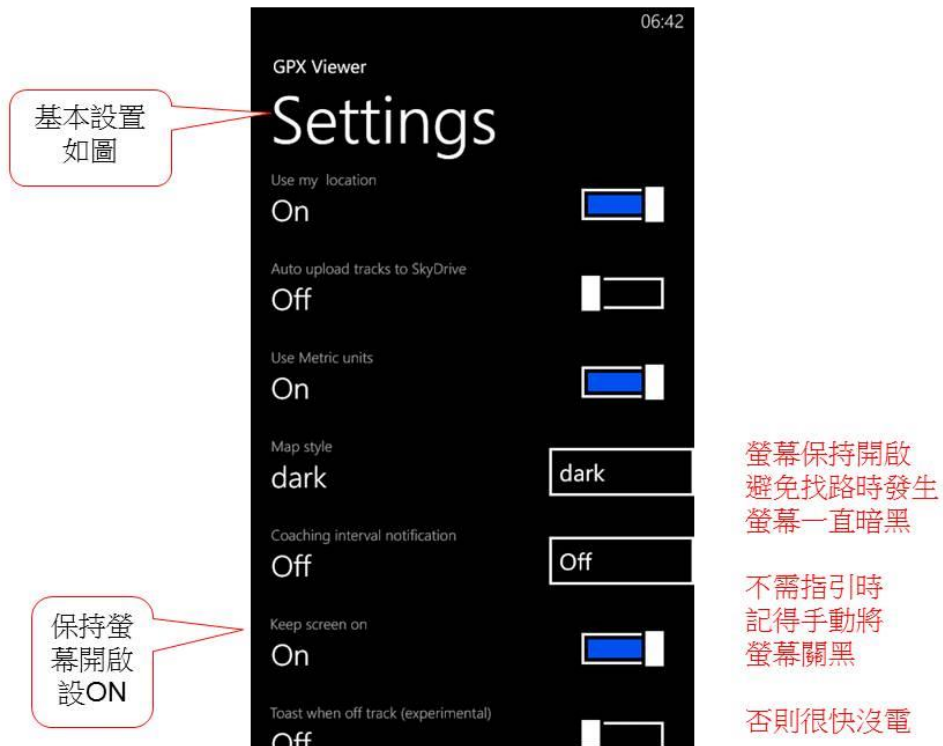 06:42
GPX Viewer
Settings
基本設置
如圖
Use my location
On
Auto upload tracks to SkyDrive
Off
Use Metric units
On
Map style
dark
dark
Coaching interval notification
Off
Off
Keep screen on
On
保持螢
幕開啟
設ON
Toast when off track (experimental)
Off
螢幕保持開啟
避免找路時發生
螢幕一直暗黑
不需指引時
記得手動將
螢幕關黑
否則很快沒電